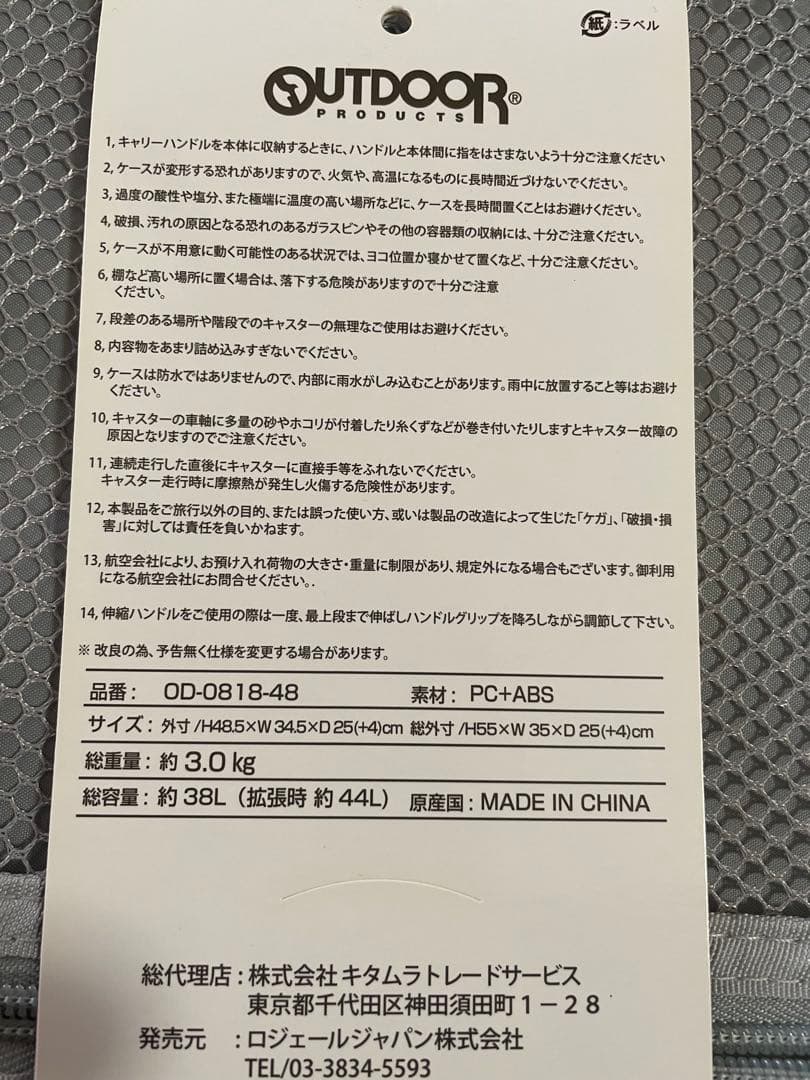 紙:ラベル
OUTDOOR®
PRODUCTS
1, キャリーハンドルを本体に収納するときに、ハンドルと本体間に指をはさまないよう十分ご注意ください
2, ケースが変形する恐れがありますので、火気や、高温になるものに長時間近づけないでください。
3, 過度の酸性や塩分、また極端に温度の高い場所などに、ケースを長時間置くことはお避けください。
4, 破損、汚れの原因となる恐れのあるガラスビンやその他の容器類の収納には、十分ご注意ください。
5, ケースが不用意に動く可能性のある状況では、ヨコ位置か寝かせて置くなど、十分ご注意ください。
6, 棚など高い場所に置く場合は、落下する危険がありますので十分ご注意
ください。
7, 段差のある場所や階段でのキャスターの無理なご使用はお避けください。
8, 内容物をあまり詰め込みすぎないでください。
9, ケースは防水ではありませんので、内部に雨水がしみ込むことがあります。雨中に放置すること等はお避け
ください。
10, キャスターの車軸に多量の砂やホコリが付着したり糸くずなどが巻き付いたりしますとキャスター故障の
原因となりますのでご注意ください。
11, 連続走行した直後にキャスターに直接手等をふれないでください。
キャスター走行時に摩擦熱が発生し火傷する危険性があります。
12, 本製品をご旅行以外の目的、または誤った使い方、或いは製品の改造によって生じた「ケガ」、「破損・損
害」に対しては責任を負いかねます。
13, 航空会社により、お預け入れ荷物の大きさ・重量に制限があり、規定外になる場合もございます。御利用
になる航空会社にお問合せください。.
14, 伸縮ハンドルをご使用の際は一度、最上段まで伸ばしハンドルグリップを降ろしながら調節して下さい。
※ 改良の為、予告無く仕様を変更する場合があります。
品番: OD-0818-48 素材: PC+ABS
サイズ: 外寸/H48.5×W 34.5×D 25(+4)cm 総外寸/H55×W 35×D 25(+4)cm
総重量: 約 3.0 kg
総容量: 約 38L（拡張時 約 44L） 原産国: MADE IN CHINA
総代理店: 株式会社 キタムラトレードサービス
東京都千代田区神田須田町1－28
発売元 : ロジェールジャパン株式会社
TEL/03-3834-5593